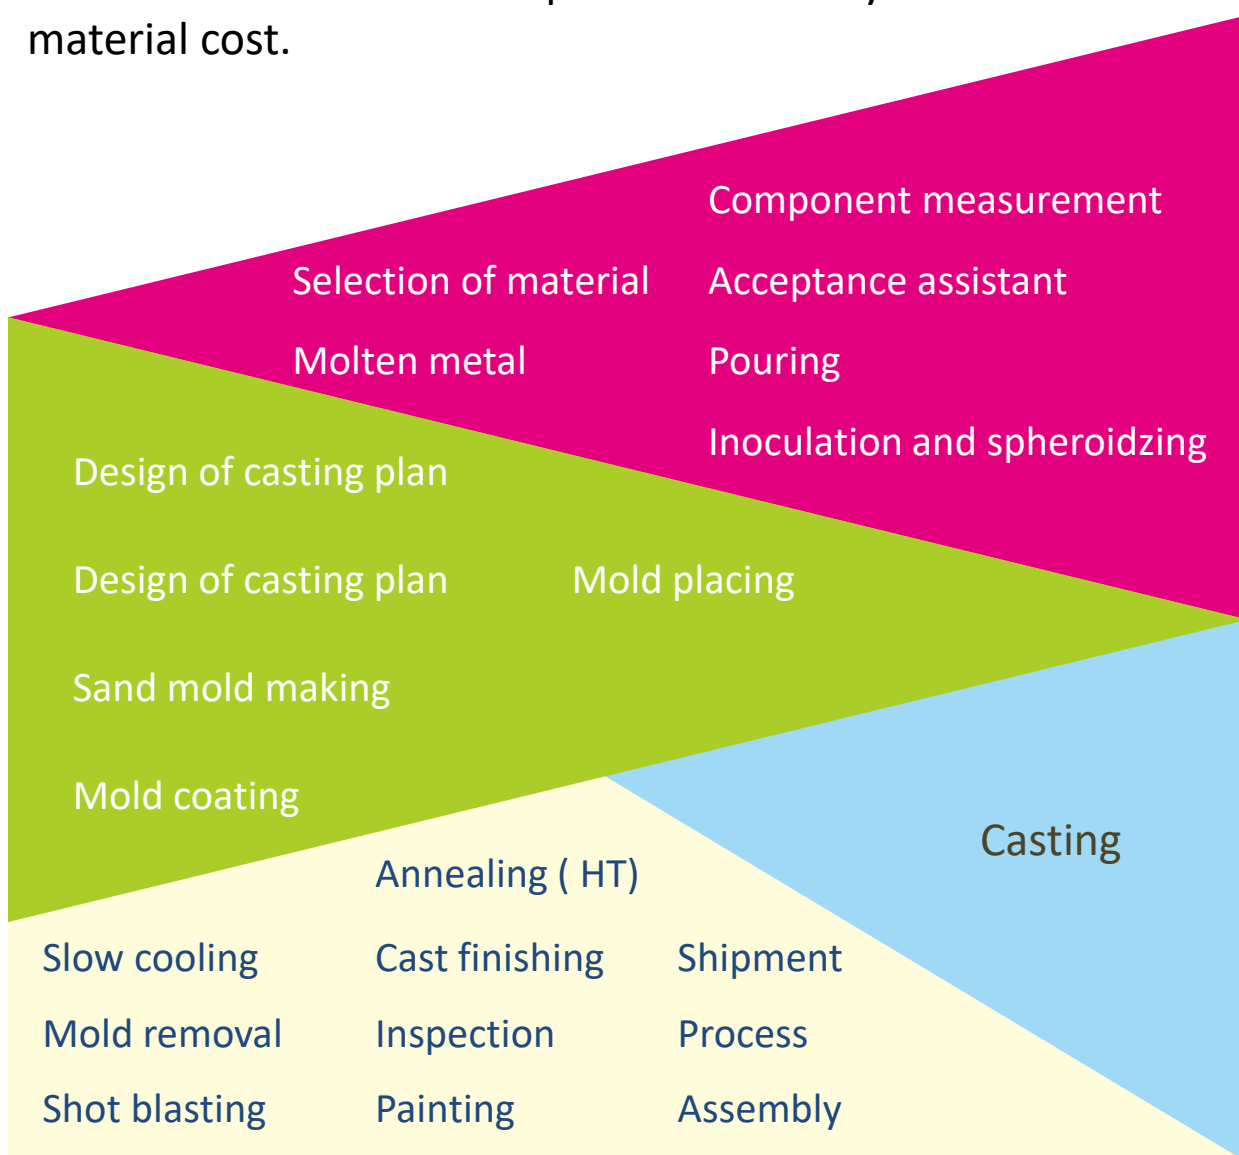 material cost.
Component measurement
Selection of material
Acceptance assistant
Molten metal
Pouring
Inoculation and spheroidzing
Design of casting plan
Design of casting plan
Mold placing
Sand mold making
Mold coating
Casting
Annealing ( HT)
Slow cooling
Cast finishing
Shipment
Mold removal
Inspection
Process
Shot blasting
Painting
Assembly